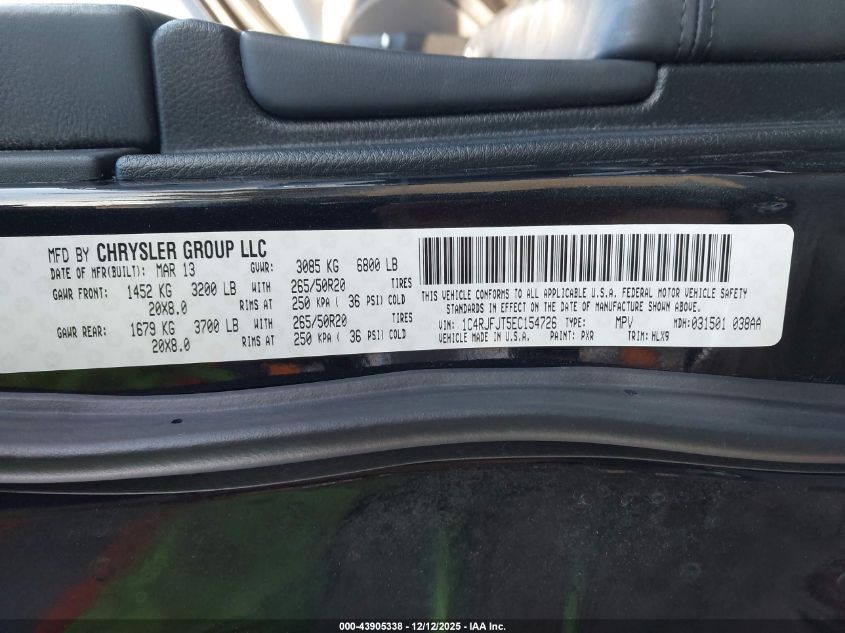 MFD BY CHRYSLER GROUP LLC
DATE OF MFR(BUILT): MAR 13 GVWR: 3085 KG 6800 LB
GAWR FRONT: 1452 KG 3200 LB WITH 265/50R20 TIRES
20X8.0 RIMS AT 250 KPA ( 36 PSI) COLD
GAWR REAR: 1679 KG 3700 LB WITH 265/50R20 TIRES
20X8.0 RIMS AT 250 KPA ( 36 PSI) COLD
THIS VEHICLE CONFORMS TO ALL APPLICABLE U.S.A. FEDERAL MOTOR VEHICLE SAFETY
STANDARDS IN EFFECT ON THE DATE OF MANUFACTURE SHOWN ABOVE.
VIN: 1C4RJFJT5EC154726 TYPE: MPV MDH: 031501 038AA
VEHICLE MADE IN U.S.A. PAINT: PXR TRIM: HLX9
000-43905338 - 12/12/2025 - IAA Inc.